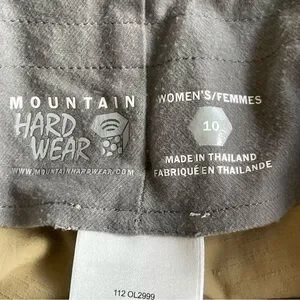 MOUNTAIN
HARD
WEAR
WWW.MOUNTAINHARDWEAR.COM
WOMEN'S/FEMMES
10
MADE IN THAILAND
FABRIQUÉ EN THAILANDE
112 OL2999